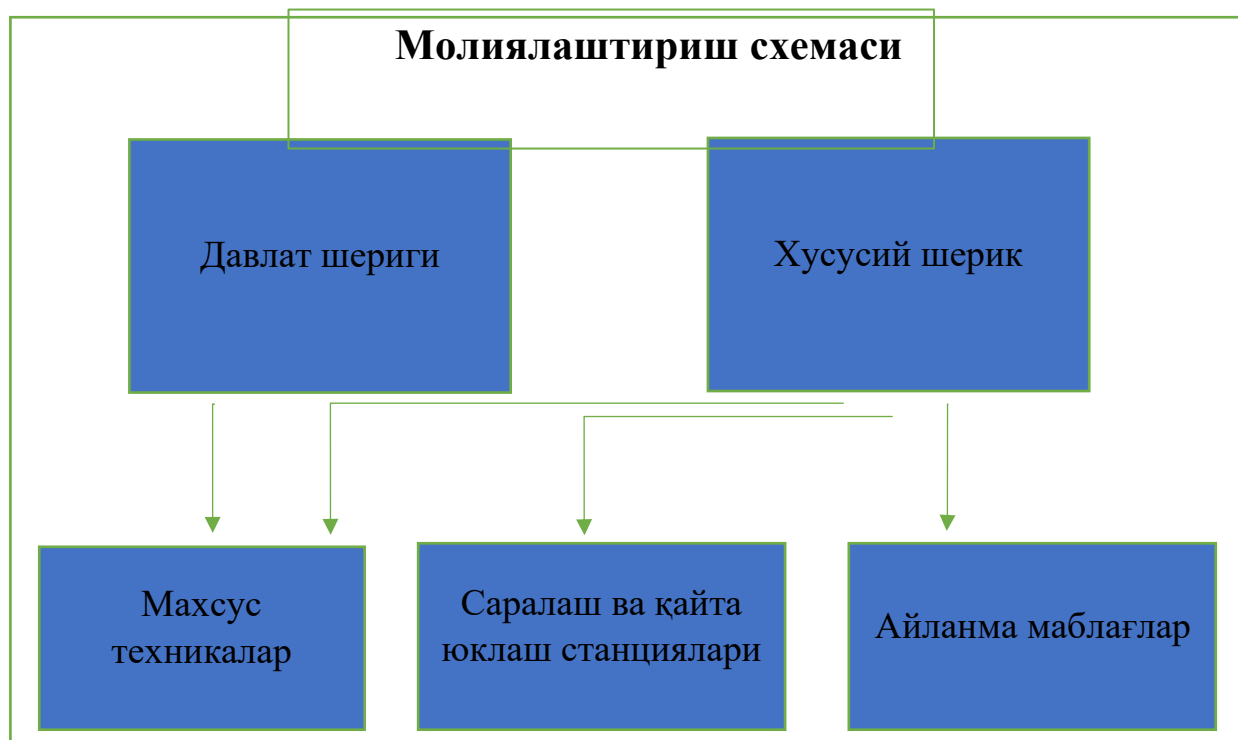 Молиялаштириш схемаси
Давлат шериги
Хусусий шерик
Махсус
техникалар
Саралаш ва қайта
юклаш станциялари
Айланма маблағлар